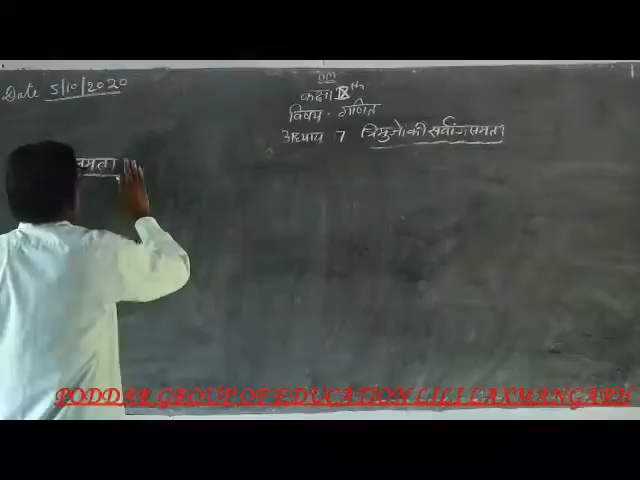 Date 5/10/2020
कक्षा IX th
विषय - गणित
अध्याय - 7 त्रिभुजो की सर्वांगसमता
समता
PODDAR GROUP OF EDUCATION LILI LAXMANGARH